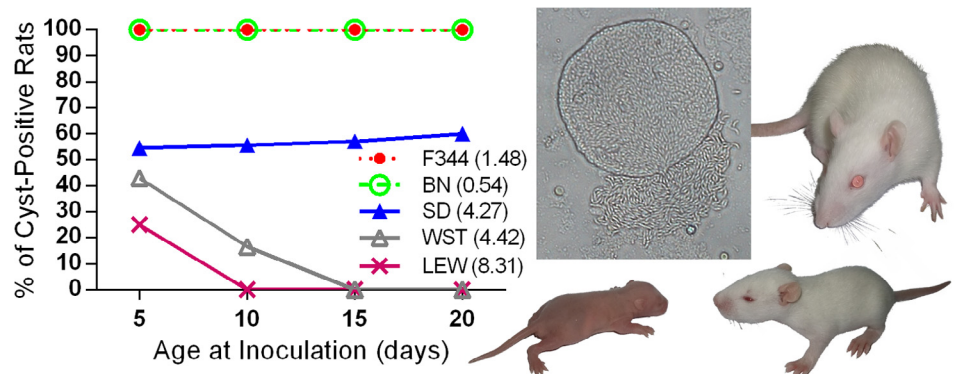 % of Cyst-Positive Rats
100
90
80
70
60
50
40
30
20
10
0
F344 (1.48)
BN (0.54)
SD (4.27)
WST (4.42)
LEW (8.31)
5 10 15 20
Age at Inoculation (days)